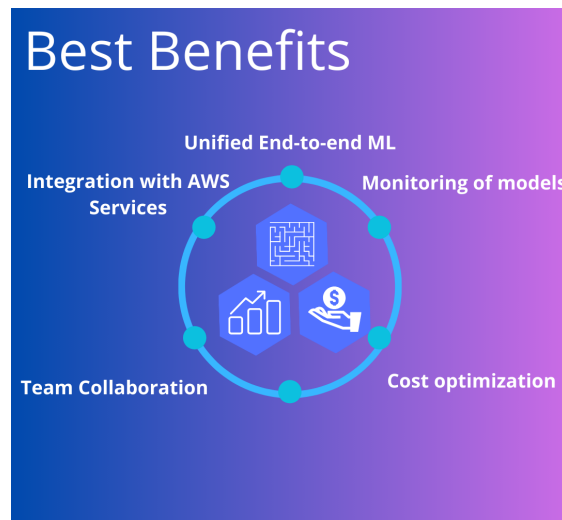 Best Benefits
Unified End-to-end ML
Integration with AWS
Services
Monitoring of models
Team Collaboration
Cost optimization
$